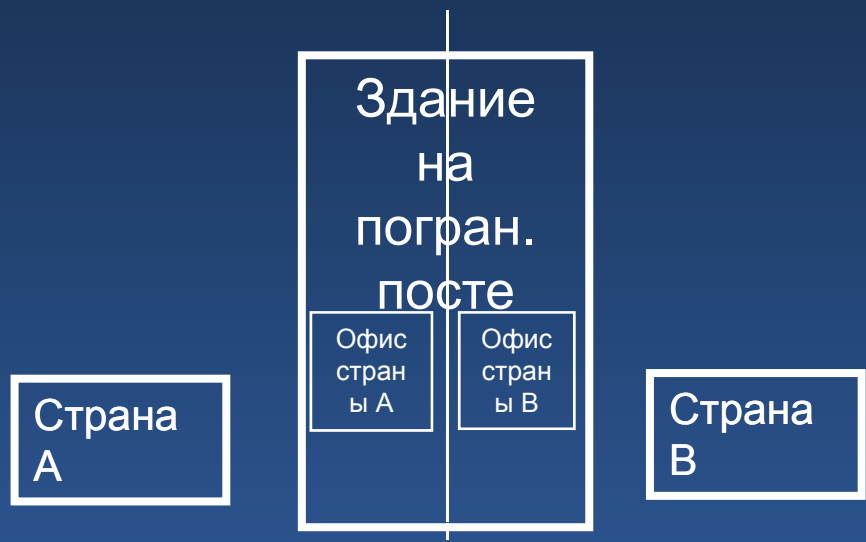 Здание
на
погран.
посте
Офис
стран
ы А
Офис
стран
ы В
Страна
А
Страна
В